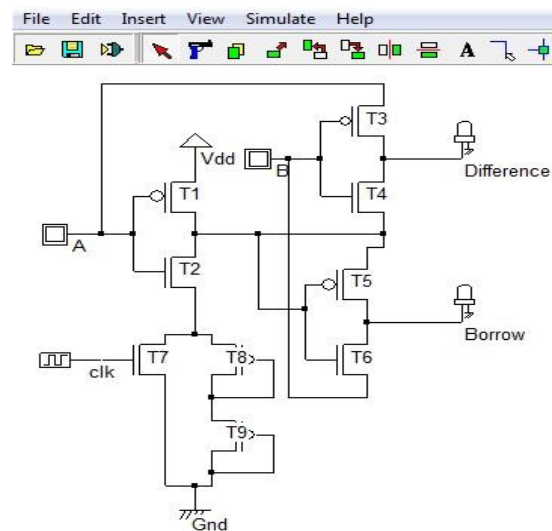 File Edit Insert View Simulate Help
A
T3
Vdd
B
Difference
T1
T4
A
T2
T5
Borrow
T7
T8
T6
clk
T9
Gnd